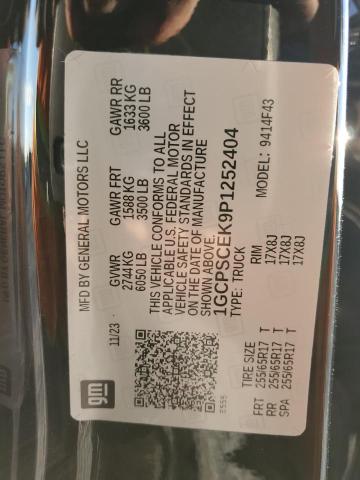 MFD BY GENERAL MOTORS LLC
11/23
GVWR GAWR FRT GAWR RR
2744KG 1588 KG 1633 KG
6050 LB 3500 LB 3600 LB
THIS VEHICLE CONFORMS TO ALL
APPLICABLE U.S. FEDERAL MOTOR
VEHICLE SAFETY STANDARDS IN EFFECT
ON THE DATE OF MANUFACTURE
SHOWN ABOVE.
1GCPSCEK9P1252404
TYPE: TRUCK MODEL: 9414F43
gm
5555
TIRE SIZE RIM
FRT 255/65R17 T 17X8J
RR 255/65R17 T 17X8J
SPA 255/65R17 T 17X8J